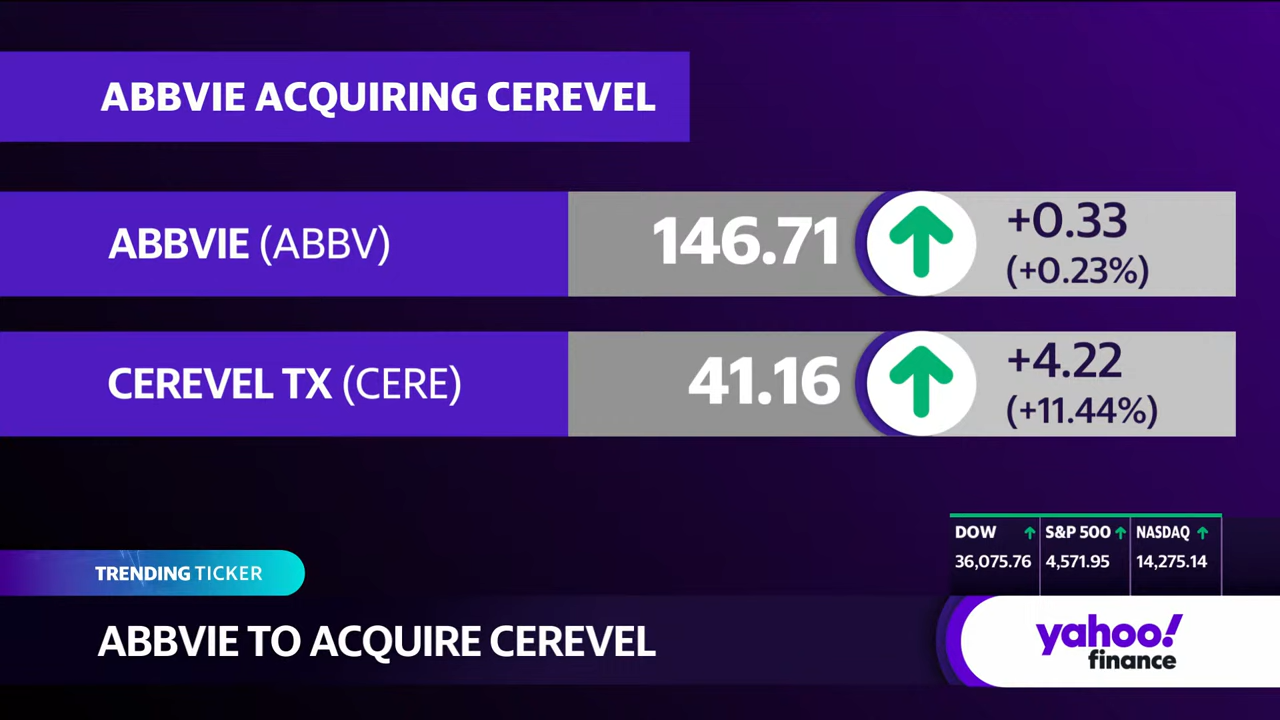 ABBVIE ACQUIRING CEREVEL
ABBVIE (ABBV) 146.71 +0.33 (+0.23%)
CEREVEL TX (CERE) 41.16 +4.22 (+11.44%)
DOW S&P 500 NASDAQ
36,075.76 4,571.95 14,275.14
TRENDING TICKER
ABBVIE TO ACQUIRE CEREVEL
yahoo!
finance